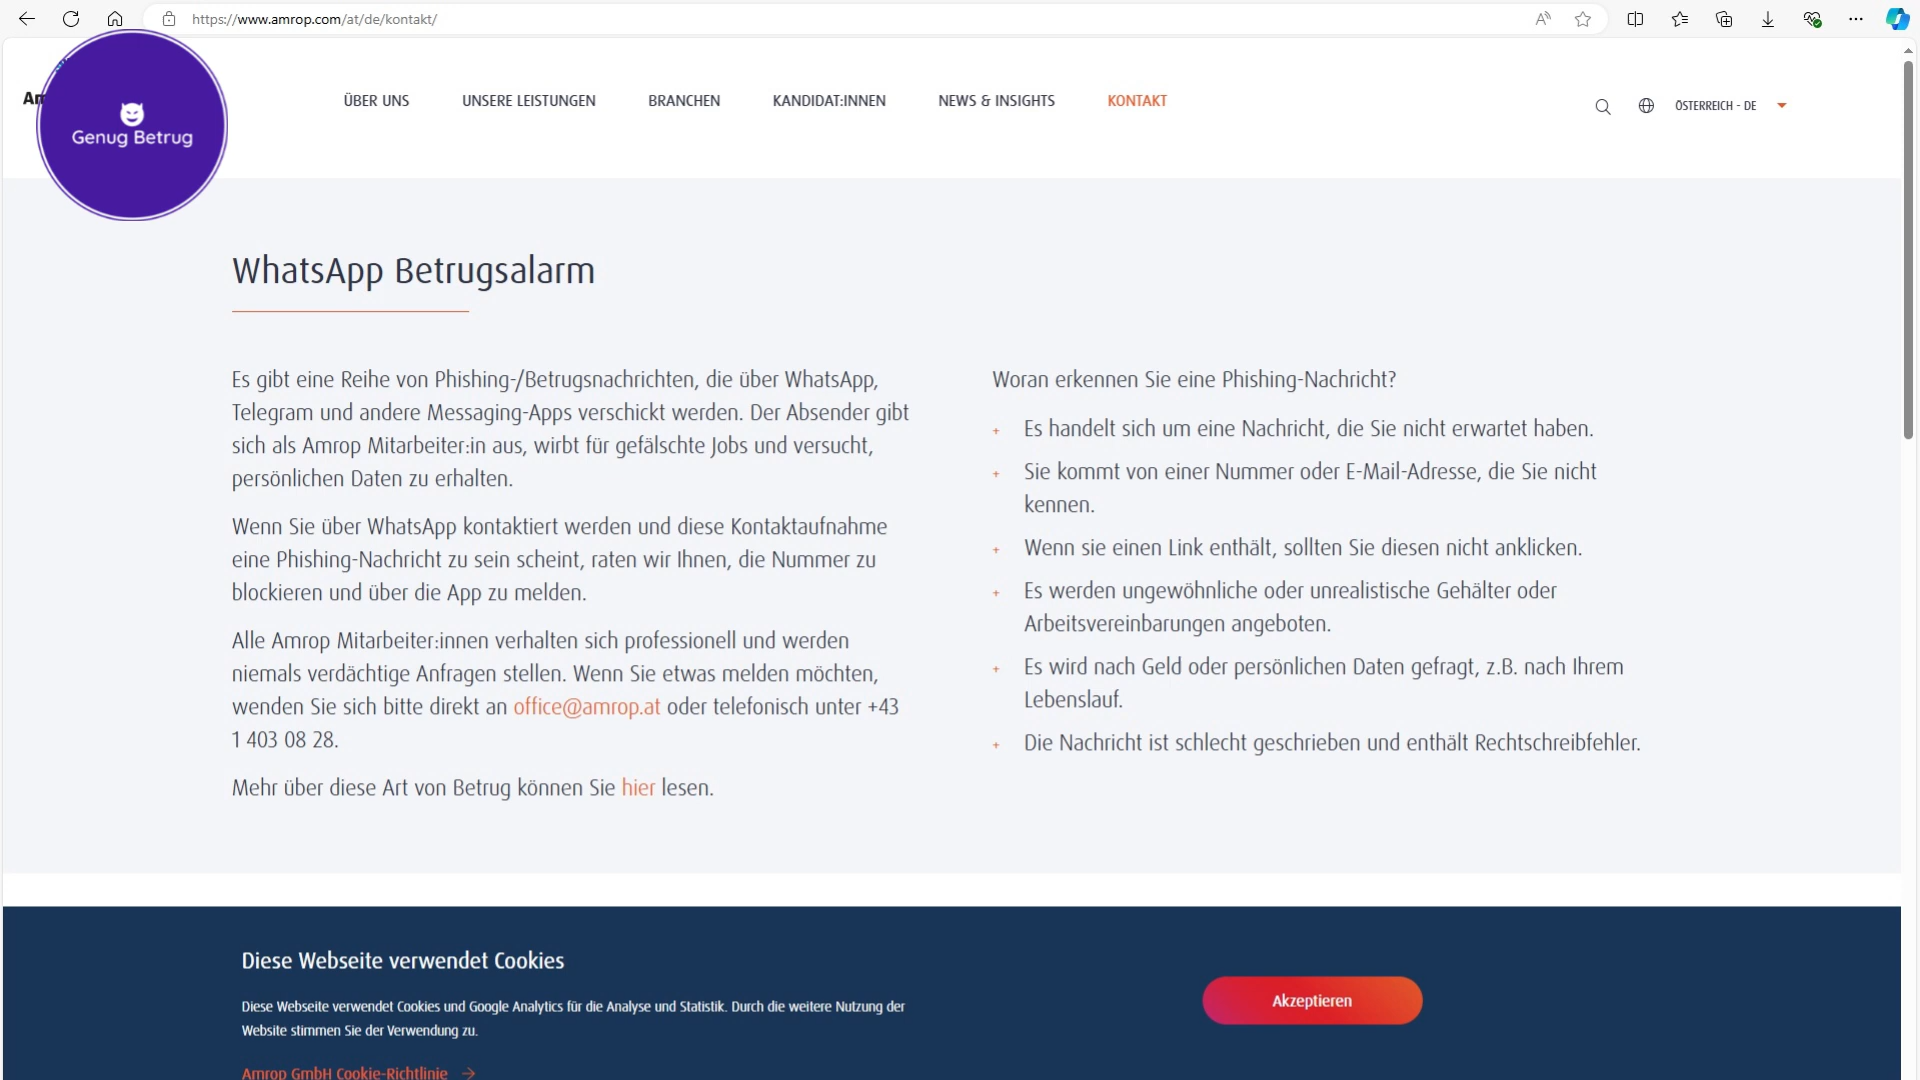 https://www.amrop.com/at/de/kontakt/
Genug Betrug
ÜBER UNS
UNSERE LEISTUNGEN
BRANCHEN
KANDIDAT:INNEN
NEWS & INSIGHTS
KONTAKT
ÖSTERREICH - DE
WhatsApp Betrugsalarm
Es gibt eine Reihe von Phishing-/Betrugsnachrichten, die über WhatsApp,
Telegram und andere Messaging-Apps verschickt werden. Der Absender gibt
sich als Amrop Mitarbeiter:in aus, wirbt für gefälschte Jobs und versucht,
persönlichen Daten zu erhalten.
Wenn Sie über WhatsApp kontaktiert werden und diese Kontaktaufnahme
eine Phishing-Nachricht zu sein scheint, raten wir Ihnen, die Nummer zu
blockieren und über die App zu melden.
Alle Amrop Mitarbeiter:innen verhalten sich professionell und werden
niemals verdächtige Anfragen stellen. Wenn Sie etwas melden möchten,
wenden Sie sich bitte direkt an office@amrop.at oder telefonisch unter +43
1 403 08 28.
Mehr über diese Art von Betrug können Sie hier lesen.
Woran erkennen Sie eine Phishing-Nachricht?
+ Es handelt sich um eine Nachricht, die Sie nicht erwartet haben.
+ Sie kommt von einer Nummer oder E-Mail-Adresse, die Sie nicht
kennen.
+ Wenn sie einen Link enthält, sollten Sie diesen nicht anklicken.
+ Es werden ungewöhnliche oder unrealistische Gehälter oder
Arbeitsvereinbarungen angeboten.
+ Es wird nach Geld oder persönlichen Daten gefragt, z.B. nach Ihrem
Lebenslauf.
+ Die Nachricht ist schlecht geschrieben und enthält Rechtschreibfehler.
Diese Webseite verwendet Cookies
Diese Webseite verwendet Cookies und Google Analytics für die Analyse und Statistik. Durch die weitere Nutzung der
Website stimmen Sie der Verwendung zu.
Amrop GmbH Cookie-Richtlinie
Akzeptieren